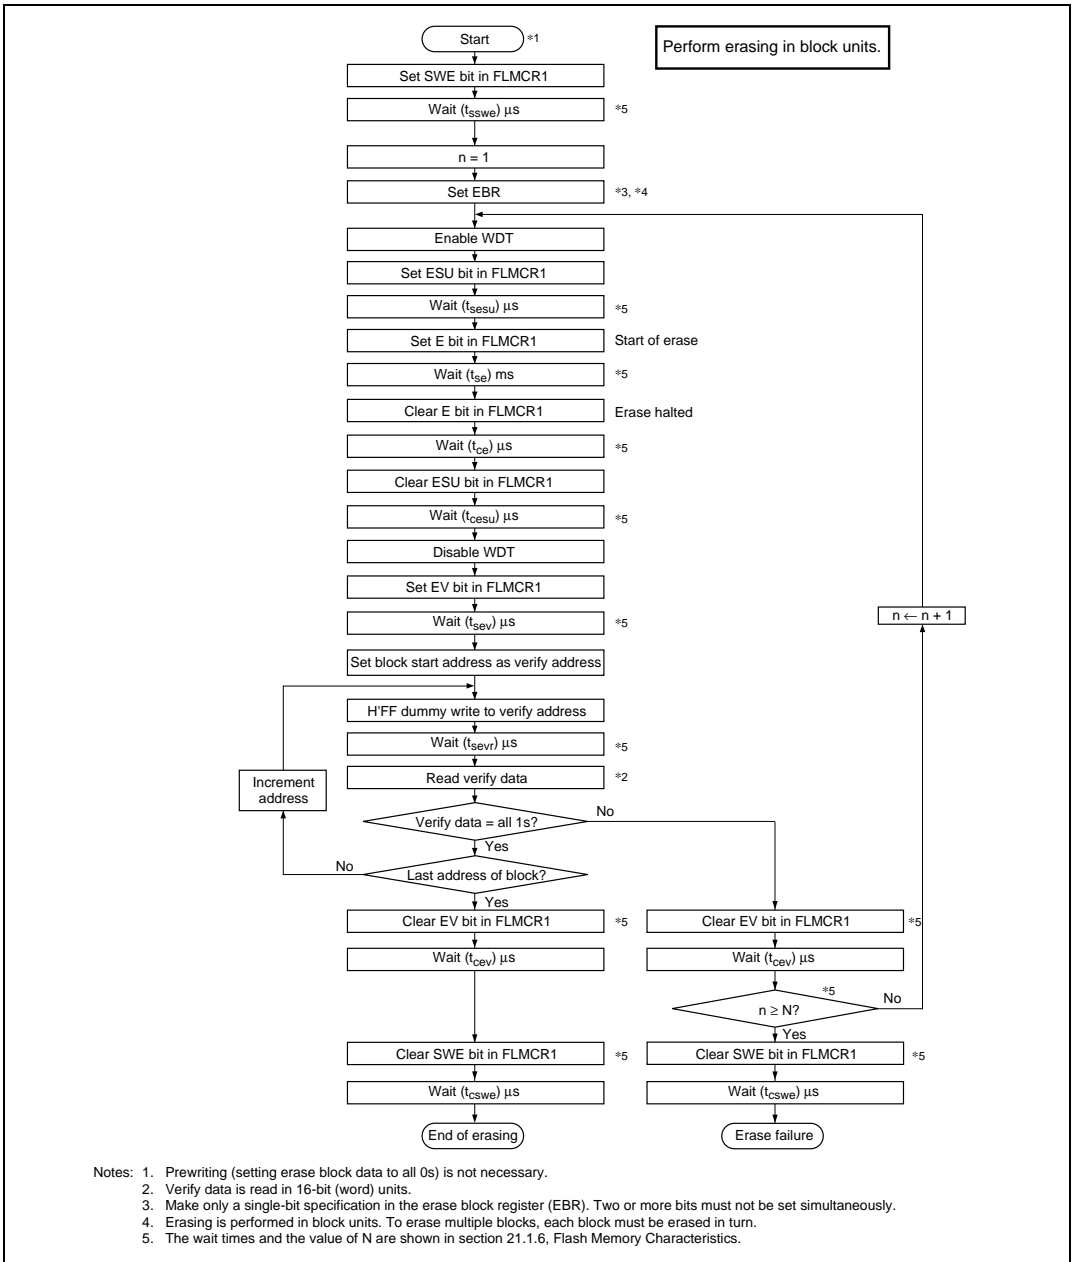 Start *1
Perform erasing in block units.
Set SWE bit in FLMCR1
Wait (tsswe) μs *5
n = 1
Set EBR *3, *4
Enable WDT
Set ESU bit in FLMCR1
Wait (tsesu) μs *5
Set E bit in FLMCR1 Start of erase
Wait (tse) ms *5
Clear E bit in FLMCR1 Erase halted
Wait (tce) μs *5
Clear ESU bit in FLMCR1
Wait (tcesu) μs *5
Disable WDT
Set EV bit in FLMCR1
n ← n + 1
Wait (tsev) μs *5
Set block start address as verify address
H'FF dummy write to verify address
Wait (tsevr) μs *5
Read verify data *2
Increment
address
Verify data = all 1s? No
Yes
No Last address of block?
Yes
Clear EV bit in FLMCR1 *5 Clear EV bit in FLMCR1 *5
Wait (tcev) μs Wait (tcev) μs
*5
n ≥ N? No
Yes
Clear SWE bit in FLMCR1 *5 Clear SWE bit in FLMCR1 *5
Wait (tcswe) μs Wait (tcswe) μs
End of erasing Erase failure
Notes: 1. Prewriting (setting erase block data to all 0s) is not necessary.
2. Verify data is read in 16-bit (word) units.
3. Make only a single-bit specification in the erase block register (EBR). Two or more bits must not be set simultaneously.
4. Erasing is performed in block units. To erase multiple blocks, each block must be erased in turn.
5. The wait times and the value of N are shown in section 21.1.6, Flash Memory Characteristics.